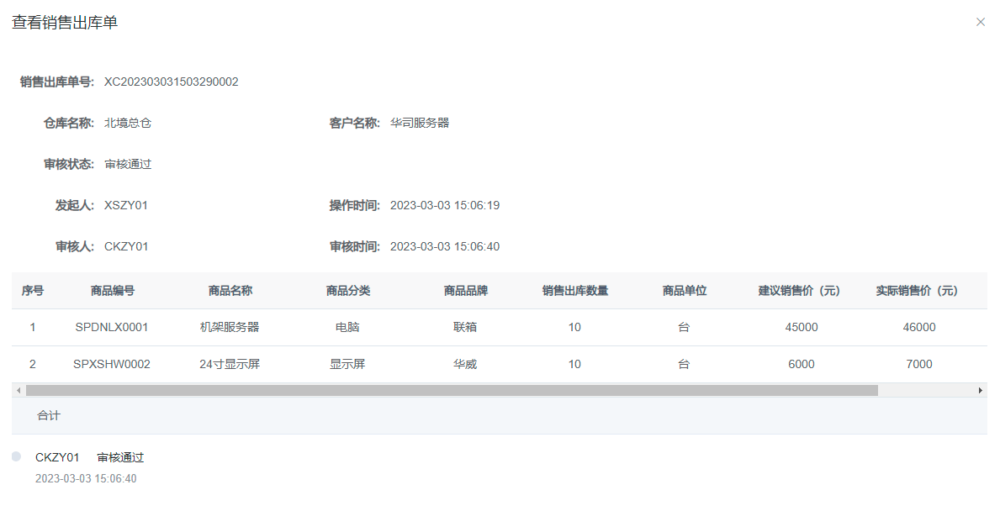 查看销售出库单
销售出库单号: XC202303031503290002
仓库名称: 北境总仓 客户名称: 华司服务器
审核状态: 审核通过
发起人: XSZY01 操作时间: 2023-03-03 15:06:19
审核人: CKZY01 审核时间: 2023-03-03 15:06:40
序号 商品编号 商品名称 商品分类 商品品牌 销售出库数量 商品单位 建议销售价（元） 实际销售价（元）
1 SPDNLX0001 机架服务器 电脑 联箱 10 台 45000 46000
2 SPXSHW0002 24寸显示屏 显示屏 华威 10 台 6000 7000
合计
CKZY01 审核通过
2023-03-03 15:06:40